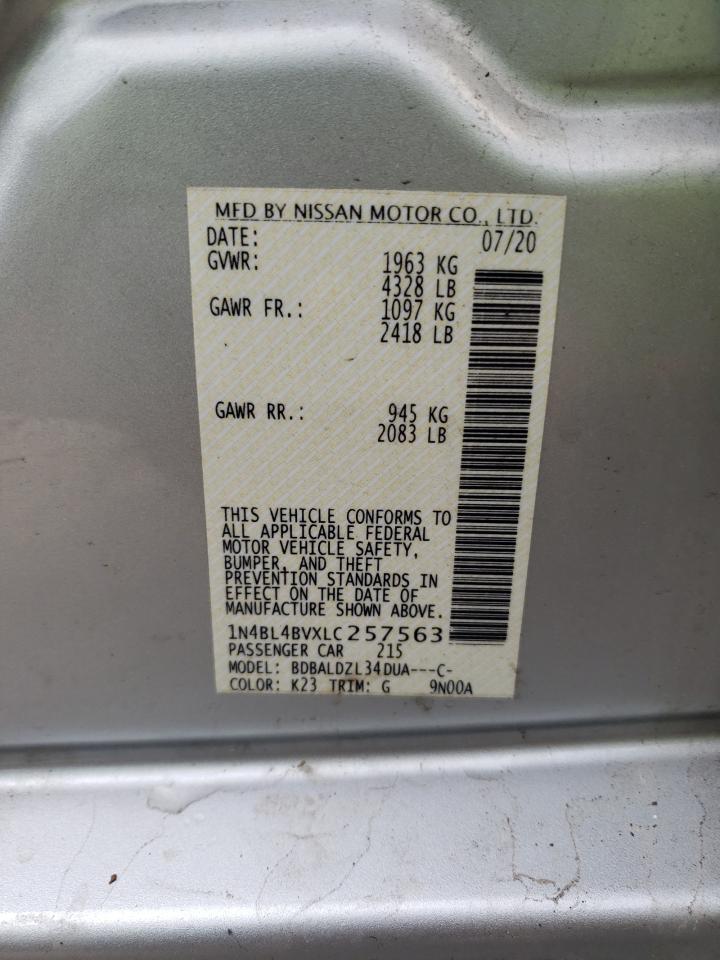 MFD BY NISSAN MOTOR CO., LTD.
DATE: 07/20
GVWR: 1963 KG
4328 LB
GAWR FR.: 1097 KG
2418 LB
GAWR RR.: 945 KG
2083 LB
THIS VEHICLE CONFORMS TO
ALL APPLICABLE FEDERAL
MOTOR VEHICLE SAFETY,
BUMPER, AND THEFT
PREVENTION STANDARDS IN
EFFECT ON THE DATE OF
MANUFACTURE SHOWN ABOVE.
1N4BL4BVXLC257563
PASSENGER CAR 215
MODEL: BDBALDZL34DUA---C-
COLOR: K23 TRIM: G 9N00A